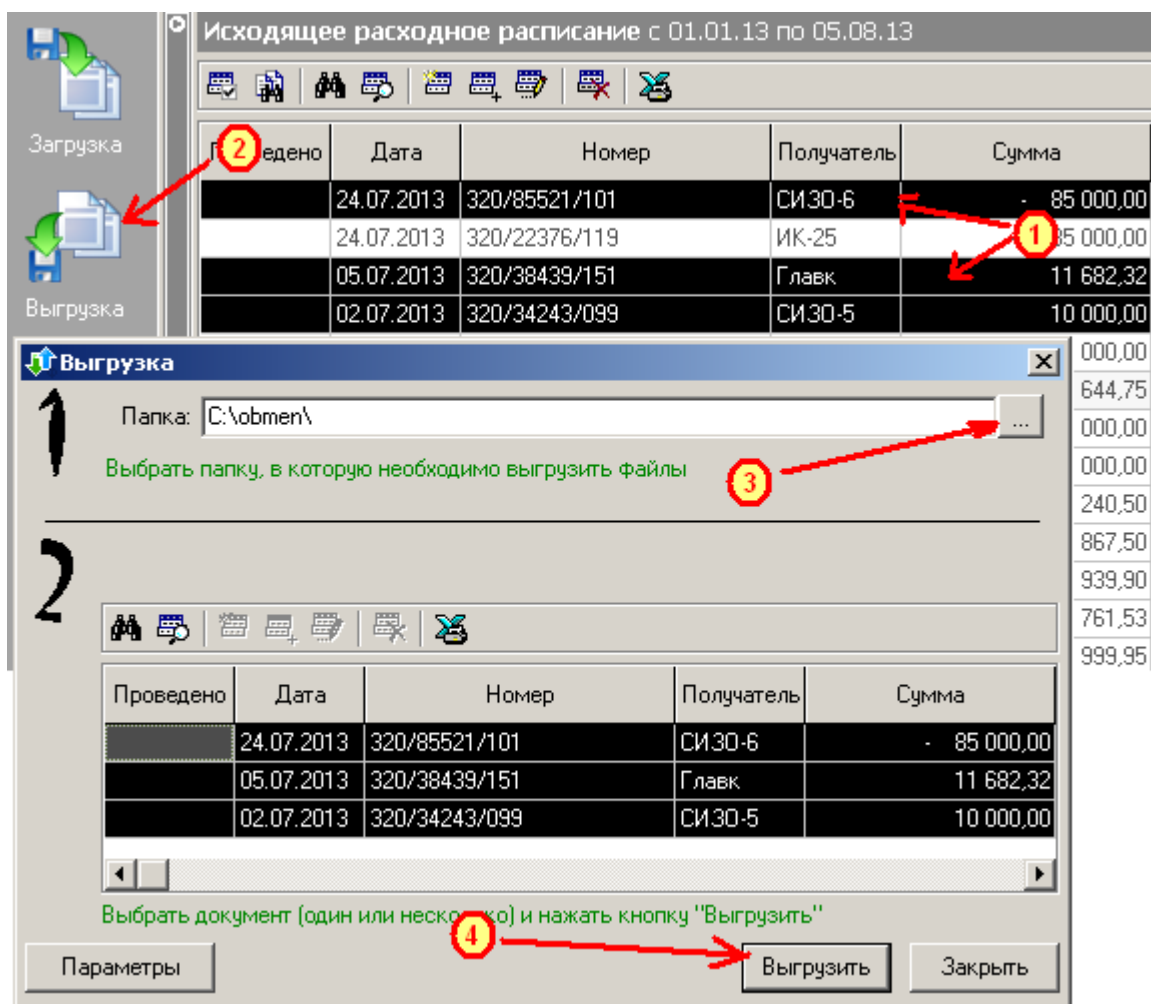 Исходящее расходное расписание с 01.01.13 по 05.08.13
Загрузка
2
едено Дата Номер Получатель Сумма
24.07.2013 320/85521/101 СИЗО-6 - 85 000,00
24.07.2013 320/22376/119 ИК-25 85 000,00
1
05.07.2013 320/38439/151 Главк 11 682,32
02.07.2013 320/34243/099 СИЗО-5 10 000,00
Выгрузка
000,00
644,75
000,00
000,00
240,50
867,50
939,90
761,53
999,95
Выгрузка
1
Папка: C:\obmen\ ...
Выбрать папку, в которую необходимо выгрузить файлы
3
2
Проведено Дата Номер Получатель Сумма
24.07.2013 320/85521/101 СИЗО-6 - 85 000,00
05.07.2013 320/38439/151 Главк 11 682,32
02.07.2013 320/34243/099 СИЗО-5 10 000,00
Выбрать документ (один или несколько) и нажать кнопку "Выгрузить"
4
Параметры Выгрузить Закрыть